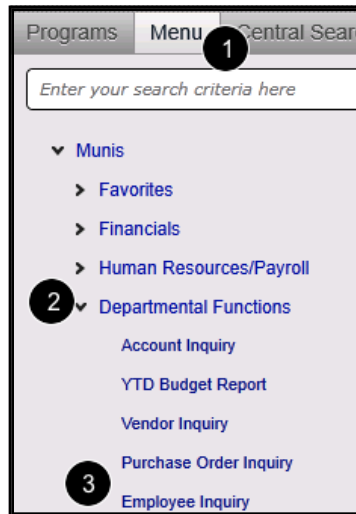 Programs Menu 1 Central Sear
Enter your search criteria here
Munis
Favorites
Financials
Human Resources/Payroll
2 Departmental Functions
Account Inquiry
YTD Budget Report
Vendor Inquiry
Purchase Order Inquiry
3 Employee Inquiry